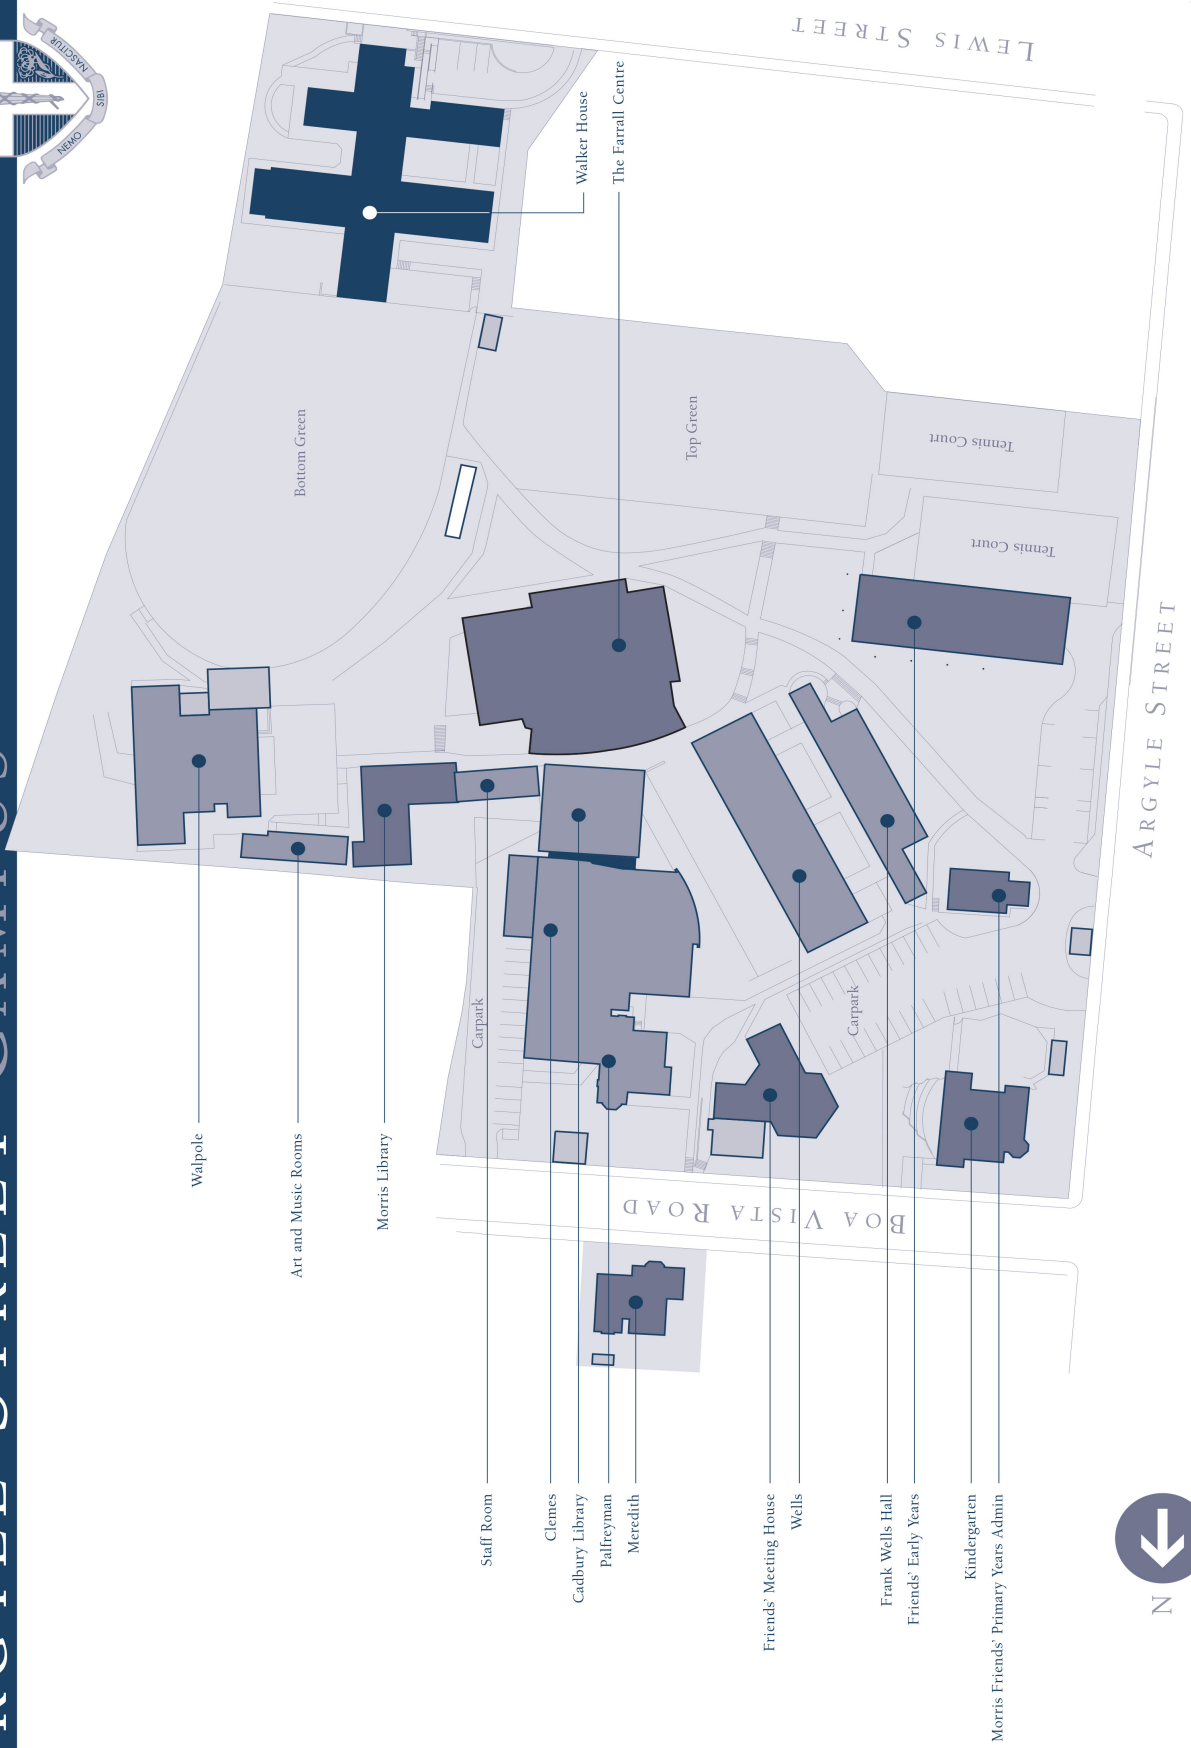 NEMO
SIBI
NASCITUR
LEWIS STREET
ARGYLE STREET
BOA VISTA ROAD
Walker House
The Farrall Centre
Bottom Green
Top Green
Tennis Court
Tennis Court
Carpark
Carpark
Walpole
Art and Music Rooms
Morris Library
Staff Room
Clemes
Cadbury Library
Palfreyman
Meredith
Friends' Meeting House
Wells
Frank Wells Hall
Friends' Early Years
Kindergarten
Morris Friends' Primary Years Admin
N